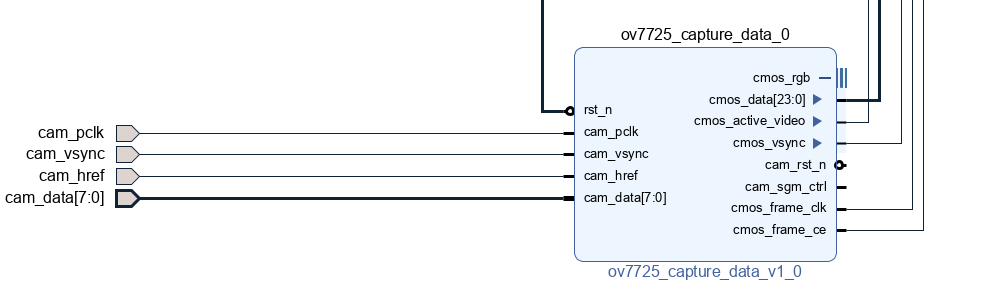 ov7725_capture_data_0
cmos_rgb
cmos_data[23:0]
cmos_active_video
cmos_vsync
cam_rst_n
cam_sgm_ctrl
cmos_frame_clk
cmos_frame_ce
rst_n
cam_pclk
cam_vsync
cam_href
cam_data[7:0]
cam_pclk
cam_vsync
cam_href
cam_data[7:0]
ov7725_capture_data_v1_0